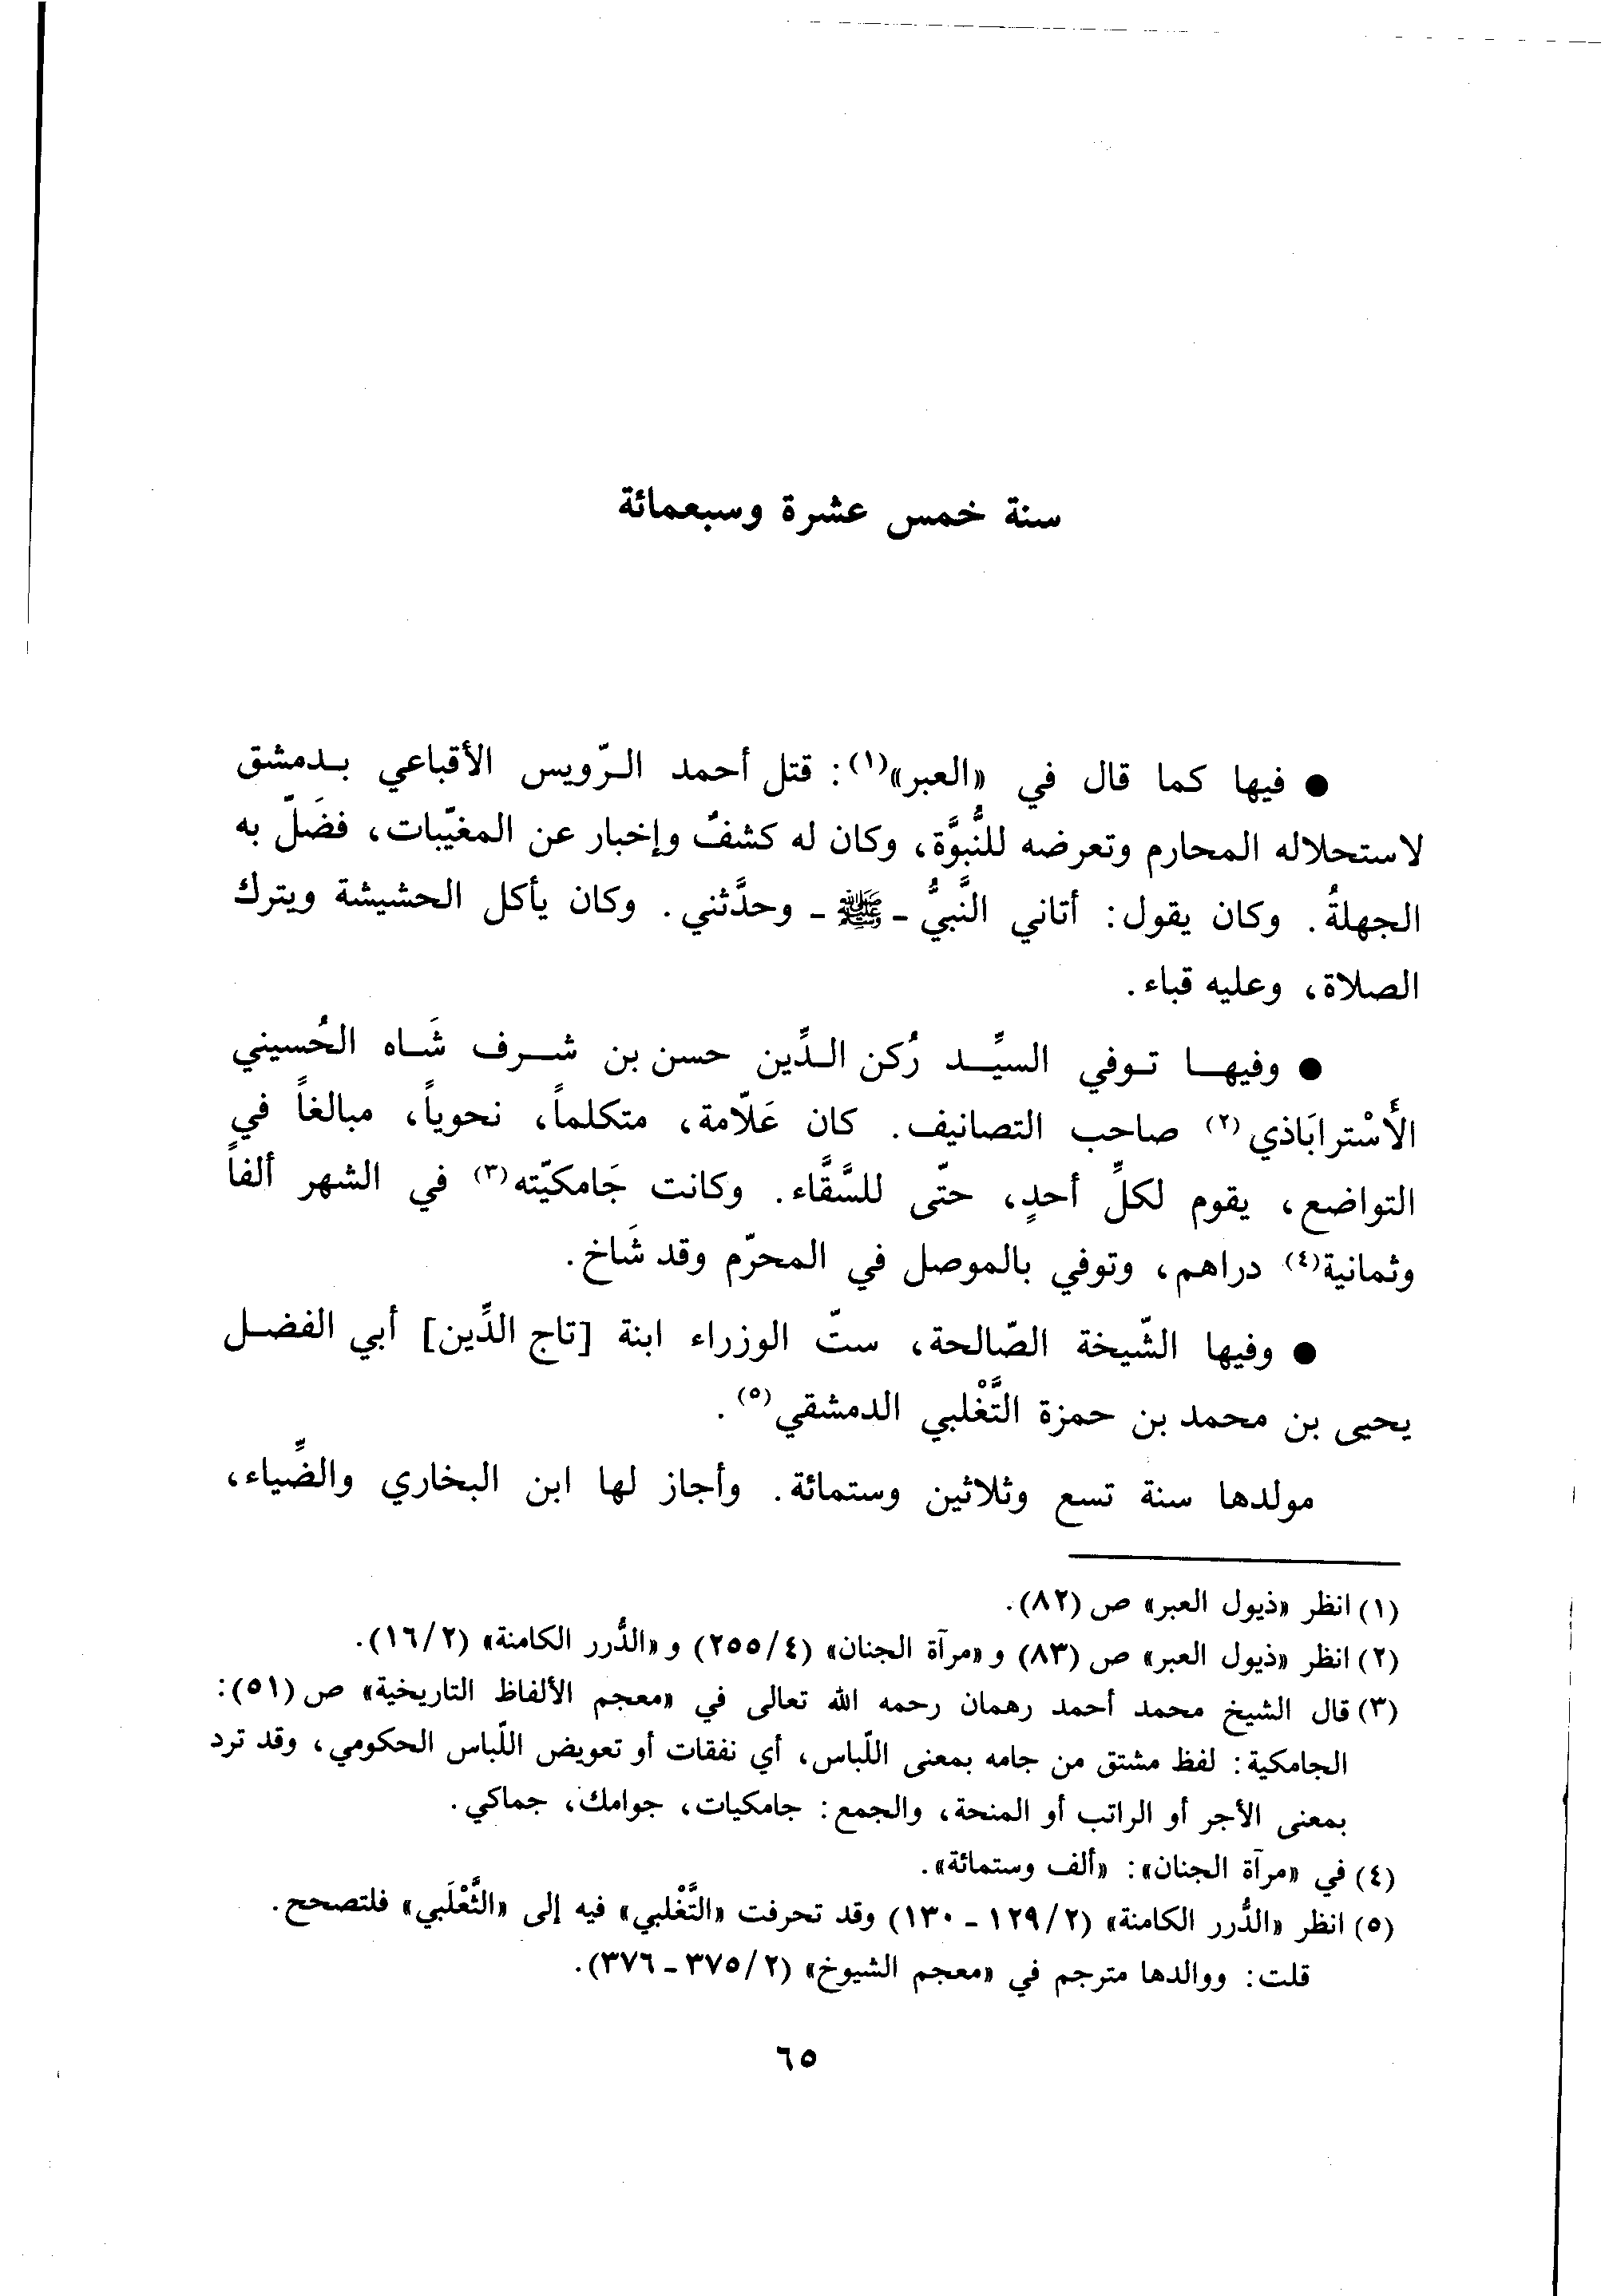 سنة خمس عشرة وسبعمائة
● فيها كما قال في «العبر»(١): قتل أحمد الرّويس الأقباعي بدمشق
لاستحلاله المحارم وتعرضه للنُّبوَّة، وكان له كشفٌ وإخبار عن المغيّبات، فضَلّ به
الجهلةُ. وكان يقول: أتاني النَّبيُّ - ﷺ - وحدَّثني. وكان يأكل الحشيشة ويترك
الصلاة، وعليه قباء.
● وفيها توفي السيِّد رُكن الدِّين حسن بن شرف شَاه الحُسيني
الأَسْترابَاذي(٢) صاحب التصانيف. كان عَلّامة، متكلماً، نحوياً، مبالغاً في
التواضع، يقوم لكلِّ أحدٍ، حتّى للسَّقَّاء. وكانت جَامكيّته(٣) في الشهر ألفاً
وثمانية(٤) دراهم، وتوفي بالموصل في المحرّم وقد شَاخ.
● وفيها الشّيخة الصّالحة، ستّ الوزراء ابنة [تاج الدِّين] أبي الفضل
يحيى بن محمد بن حمزة التَّغْلبي الدمشقي(٥).
مولدها سنة تسع وثلاثين وستمائة. وأجاز لها ابن البخاري والضِّياء،
(١) انظر «ذيول العبر» ص (٨٢).
(٢) انظر «ذيول العبر» ص (٨٣) و «مرآة الجنان» (٤/٢٥٥) و «الدُّرر الكامنة» (٢/١٦).
(٣) قال الشيخ محمد أحمد رهمان رحمه الله تعالى في «معجم الألفاظ التاريخية» ص (٥١):
الجامكية: لفظ مشتق من جامه بمعنى اللّباس، أي نفقات أو تعويض اللّباس الحكومي، وقد ترد
بمعنى الأجر أو الراتب أو المنحة، والجمع: جامكيات، جوامك، جماكي.
(٤) في «مرآة الجنان»: «ألف وستمائة».
(٥) انظر «الدُّرر الكامنة» (٢/١٢٩ - ١٣٠) وقد تحرفت «التَّغْلبي» فيه إلى «الثَّعْلَبي» فلتصحح.
قلت: ووالدها مترجم في «معجم الشيوخ» (٢/٣٧٥ - ٣٧٦).
٦٥